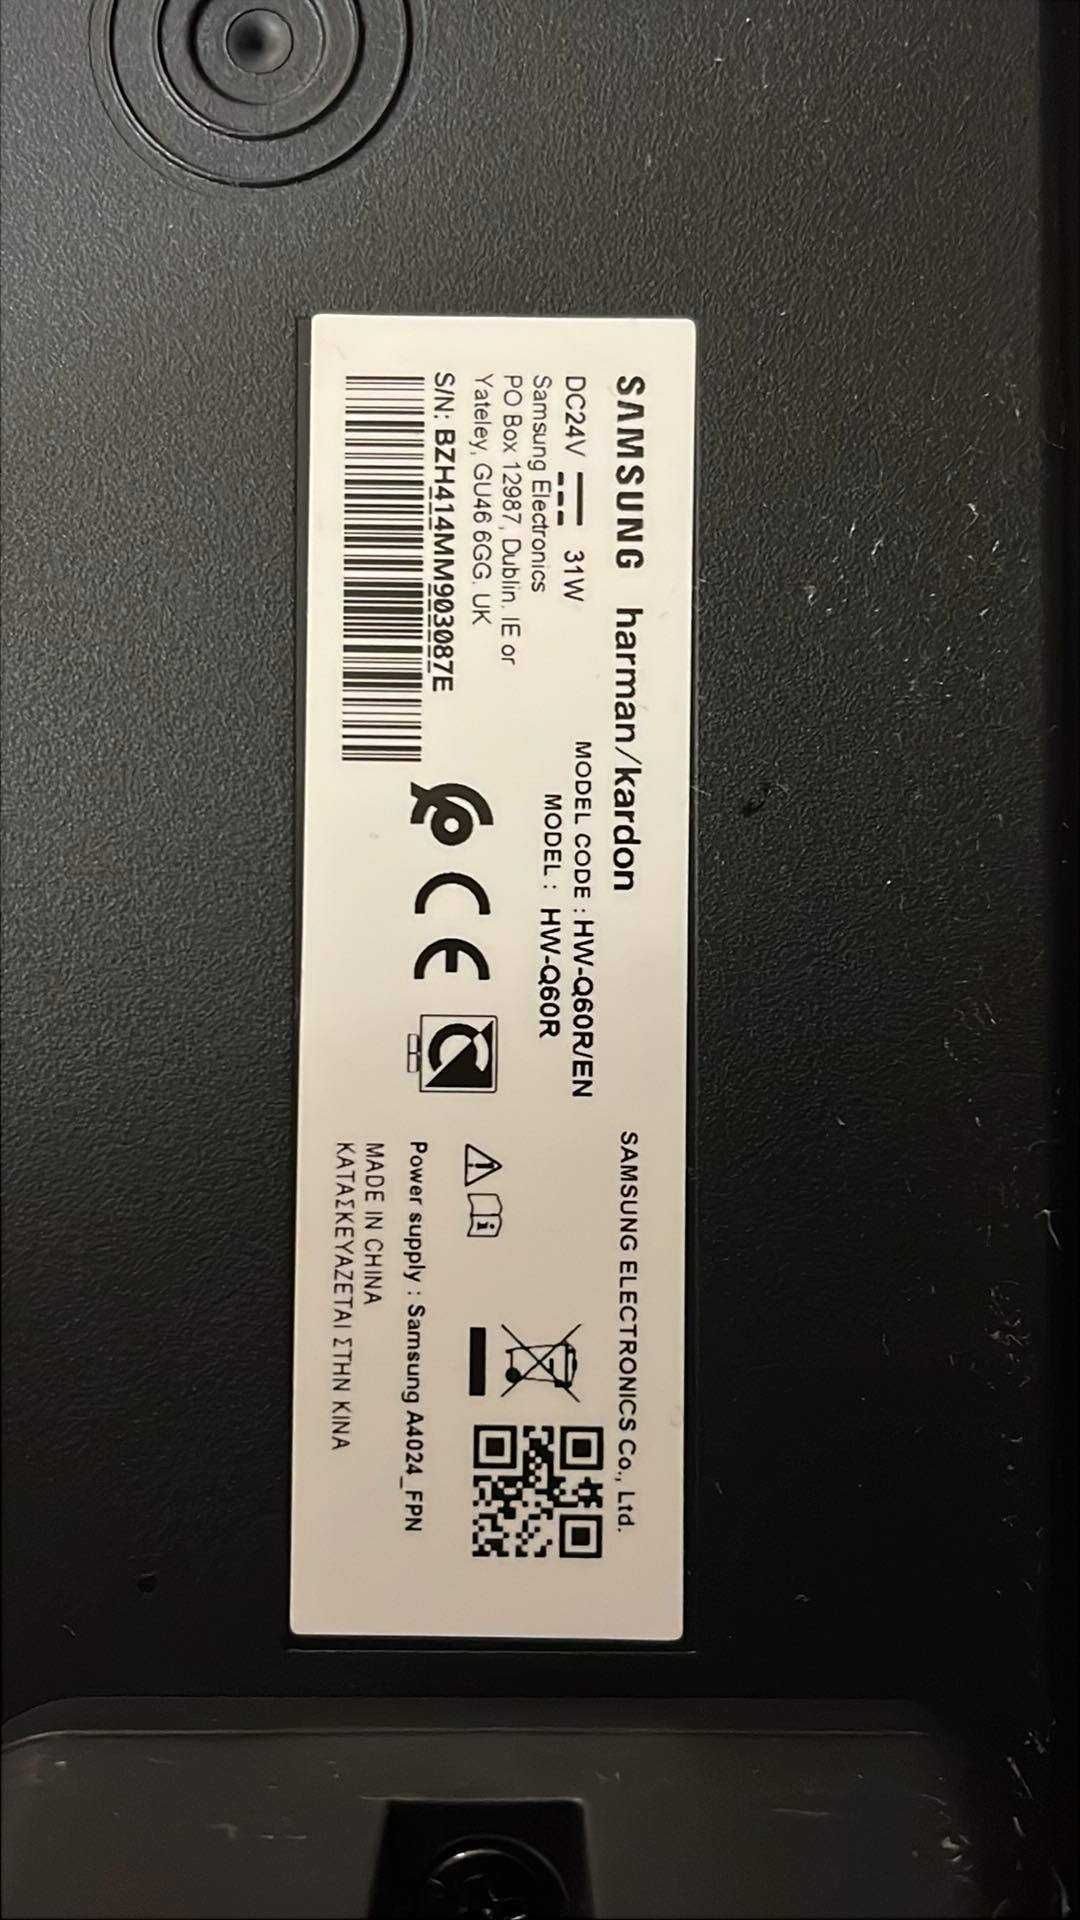 SAMSUNG harman/kardon
DC24V 31W
Samsung Electronics
PO Box 12987, Dublin. IE or
Yateley, GU46 6GG. UK
S/N: BZH414MM903087E
MODEL CODE : HW-Q60R/EN
MODEL : HW-Q60R
CE
SAMSUNG ELECTRONICS Co., Ltd.
Power supply : Samsung A4024_FPN
MADE IN CHINA
ΚΑΤΑΣΚΕΥΑΖΕΤΑΙ ΣΤΗΝ ΚΙΝΑ